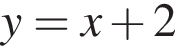 y = x + 2